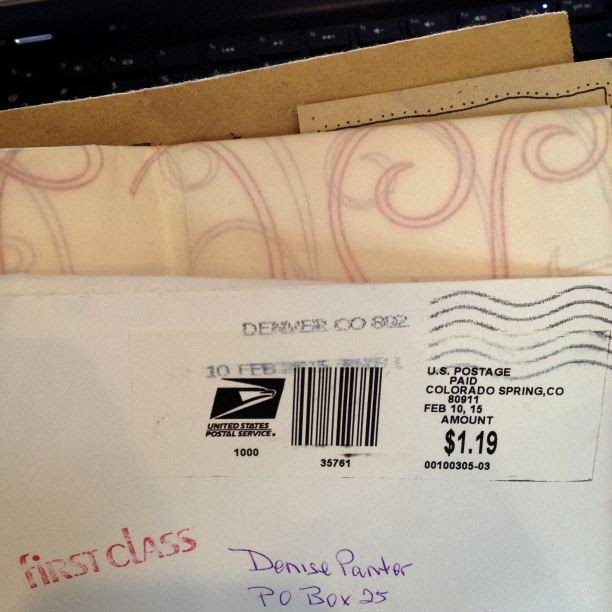 DENVER CO 802
10 FEB
U.S. POSTAGE
PAID
COLORADO SPRING,CO
80911
FEB 10, 15
AMOUNT
$1.19
00100305-03
UNITED STATES
POSTAL SERVICE®
1000
35761
first class
Denise Panter
PO Box 25